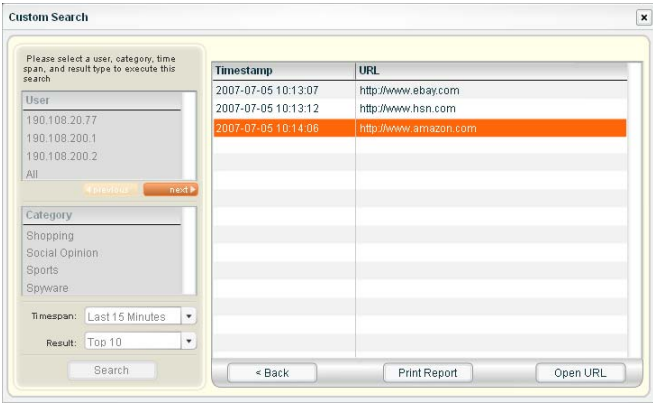 Custom Search
Please select a user, category, time
span, and result type to execute this
search
User
190.108.20.77
190.108.200.1
190.108.200.2
All
previous next
Category
Shopping
Social Opinion
Sports
Spyware
Timespan: Last 15 Minutes
Result: Top 10
Search
Timestamp URL
2007-07-05 10:13:07 http://www.ebay.com
2007-07-05 10:13:12 http://www.hsn.com
2007-07-05 10:14:06 http://www.amazon.com
< Back Print Report Open URL